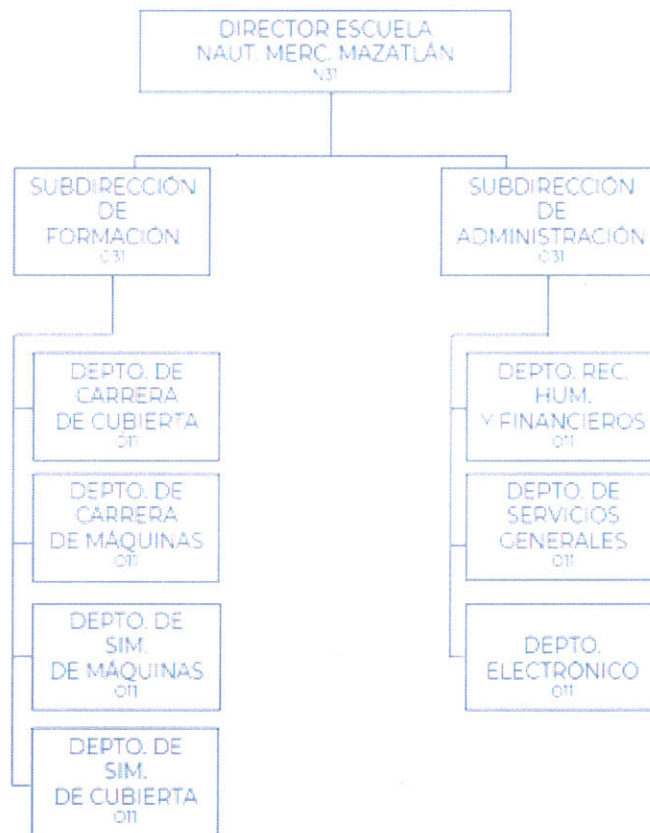 DIRECTOR ESCUELA
NAUT. MERC. MAZATLÁN
N31
SUBDIRECCIÓN
DE
FORMACIÓN
O31
SUBDIRECCIÓN
DE
ADMINISTRACIÓN
O31
DEPTO. DE
CARRERA
DE CUBIERTA
O11
DEPTO. DE
CARRERA
DE MÁQUINAS
O11
DEPTO. DE
SIM.
DE MÁQUINAS
O11
DEPTO. DE
SIM.
DE CUBIERTA
O11
DEPTO. REC.
HUM.
Y FINANCIEROS
O11
DEPTO. DE
SERVICIOS
GENERALES
O11
DEPTO.
ELECTRÓNICO
O11